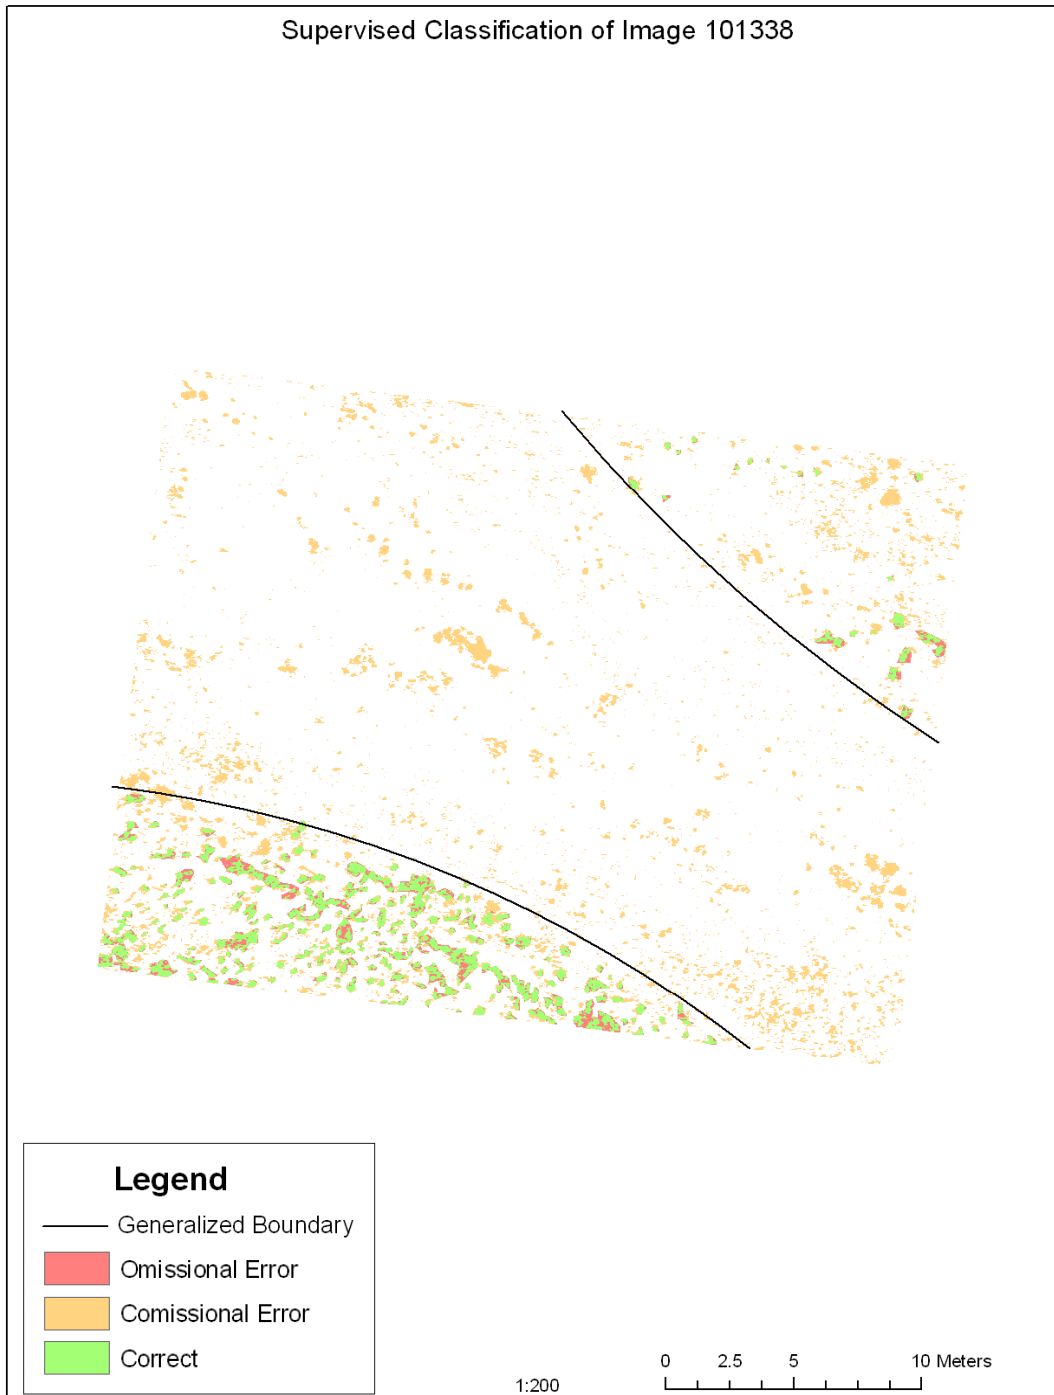 Supervised Classification of Image 101338
Legend
Generalized Boundary
Omissional Error
Comissional Error
Correct
1:200
0 2.5 5 10 Meters